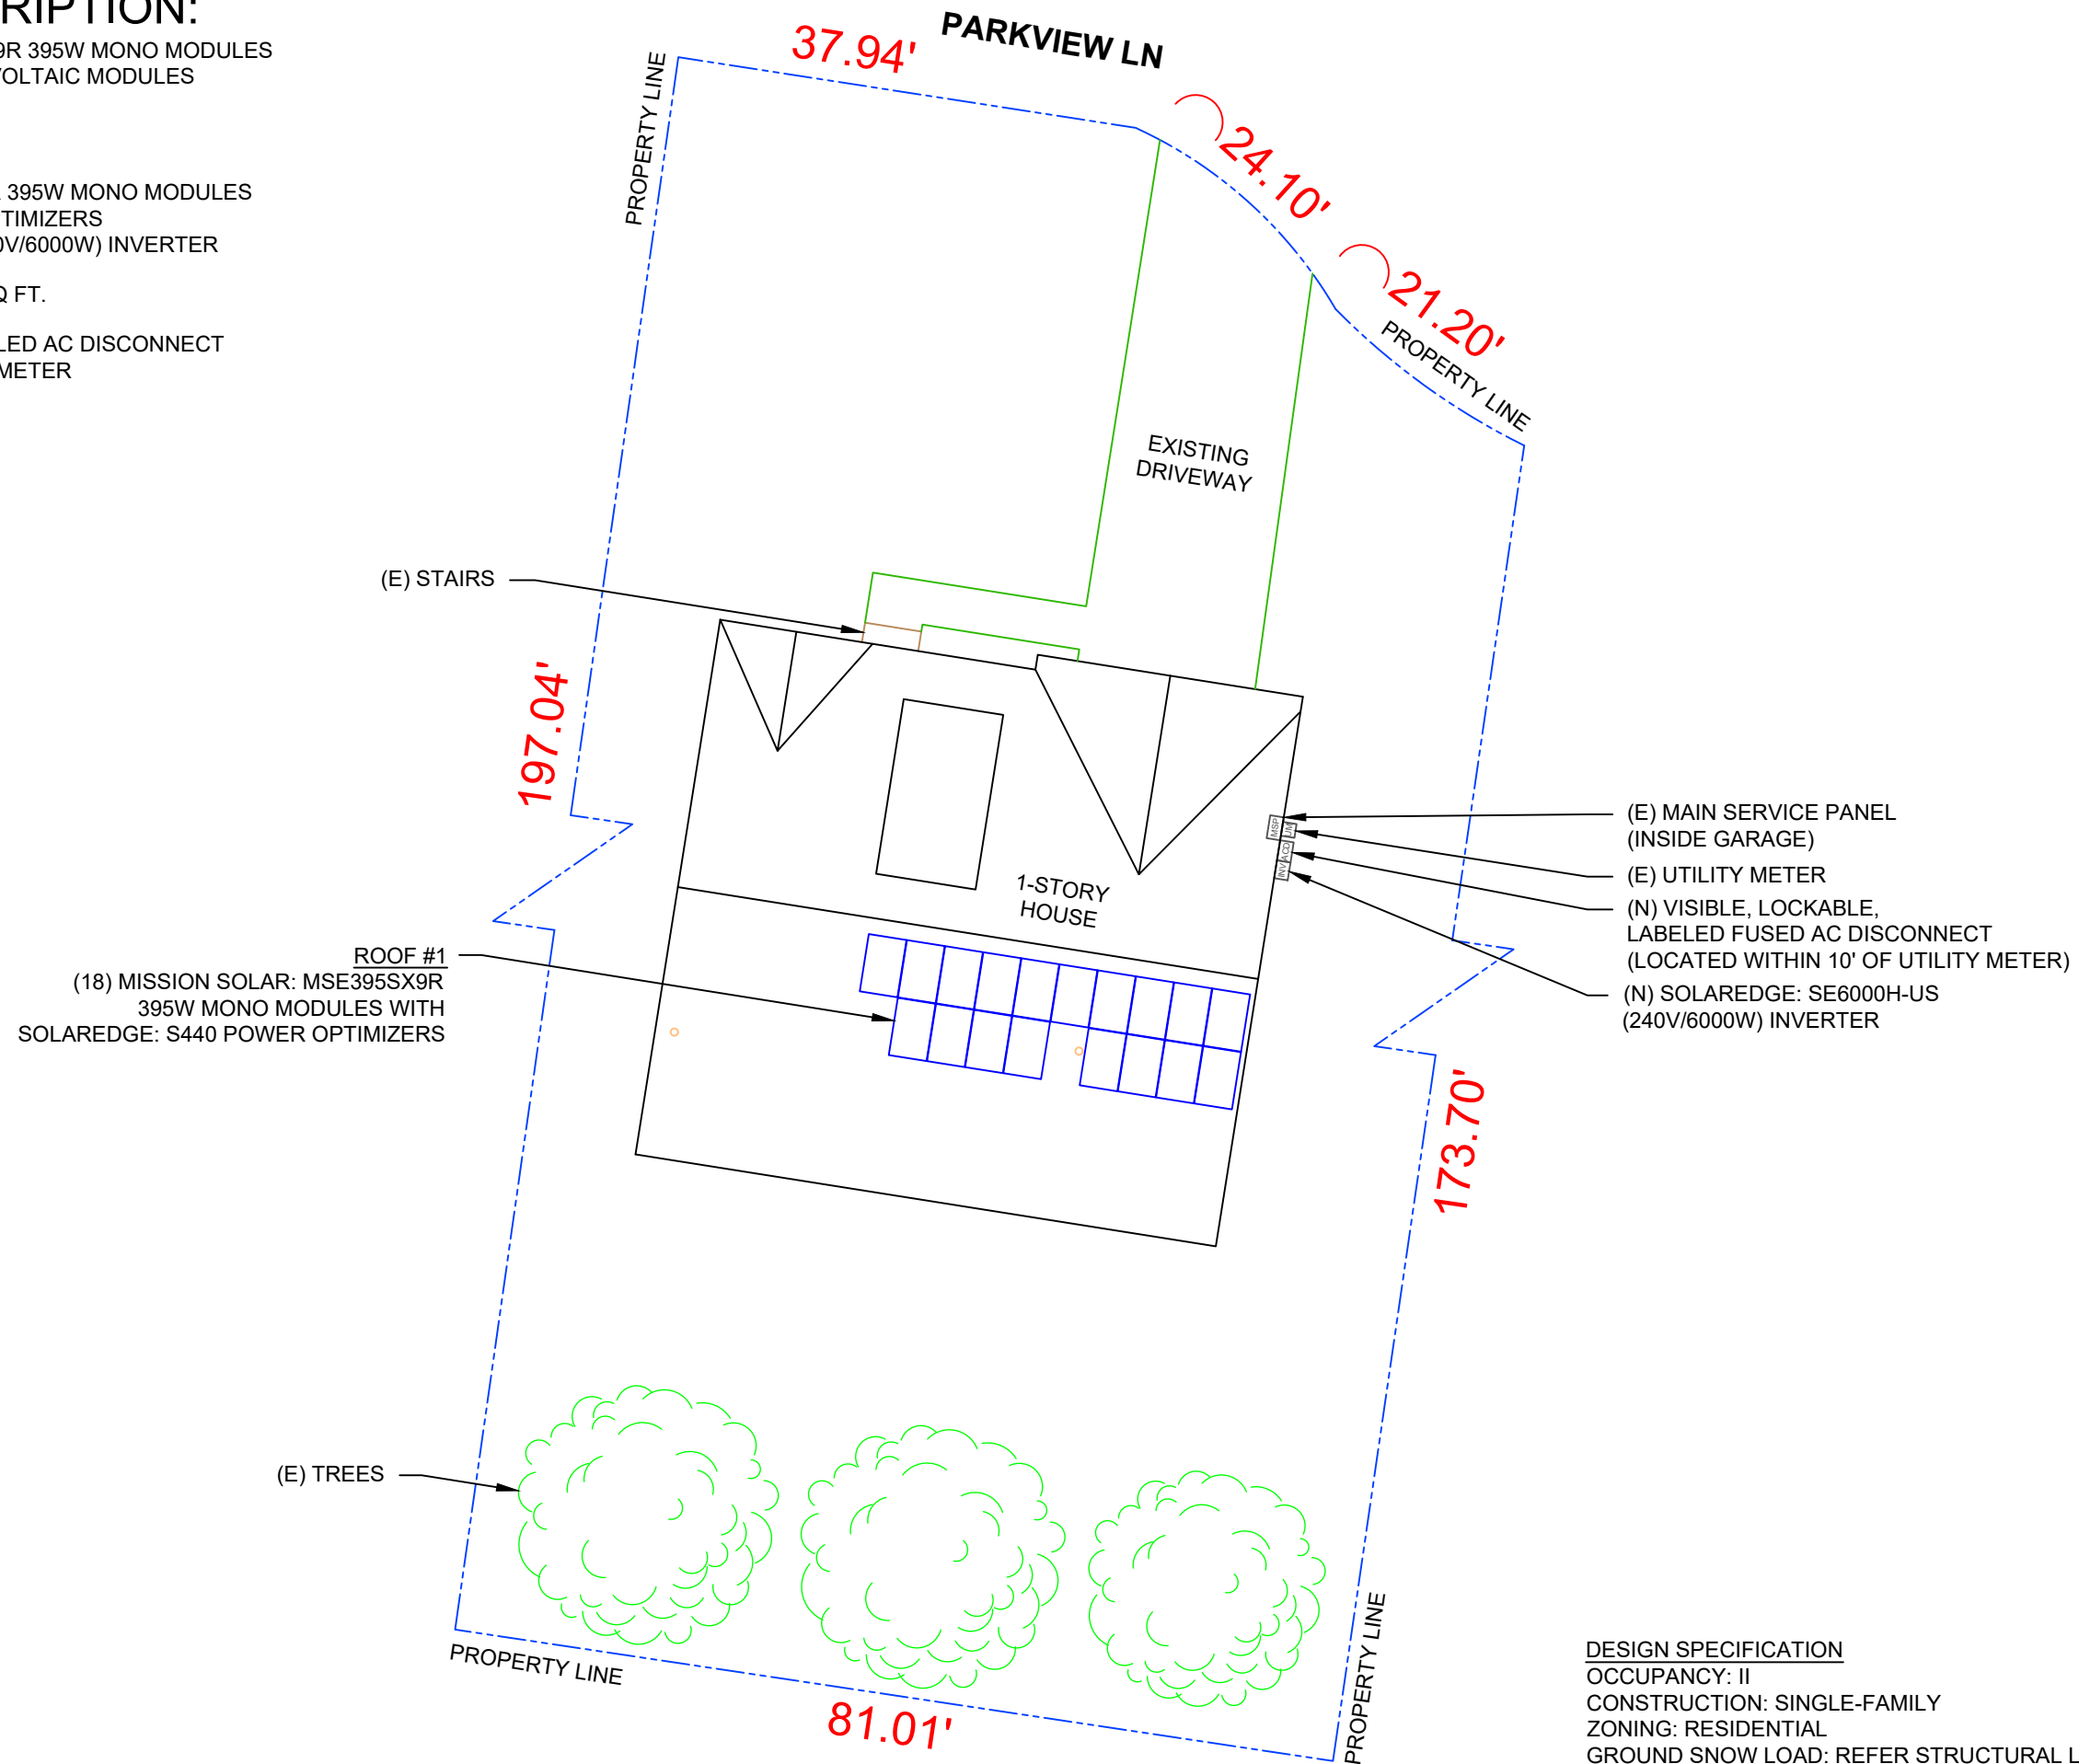 RIPTION:
9R 395W MONO MODULES
VOLTAIC MODULES
395W MONO MODULES
TIMIZERS
0V/6000W) INVERTER
Q FT.
LED AC DISCONNECT
METER
PARKVIEW LN
37.94'
24.10'
21.20'
PROPERTY LINE
PROPERTY LINE
EXISTING
DRIVEWAY
(E) STAIRS
197.04'
MSP
UM
ACD
INV
(E) MAIN SERVICE PANEL
(INSIDE GARAGE)
(E) UTILITY METER
(N) VISIBLE, LOCKABLE,
LABELED FUSED AC DISCONNECT
(LOCATED WITHIN 10' OF UTILITY METER)
(N) SOLAREDGE: SE6000H-US
(240V/6000W) INVERTER
1-STORY
HOUSE
ROOF #1
(18) MISSION SOLAR: MSE395SX9R
395W MONO MODULES WITH
SOLAREDGE: S440 POWER OPTIMIZERS
173.70'
(E) TREES
PROPERTY LINE
PROPERTY LINE
81.01'
DESIGN SPECIFICATION
OCCUPANCY: II
CONSTRUCTION: SINGLE-FAMILY
ZONING: RESIDENTIAL
GROUND SNOW LOAD: REFER STRUCTURAL L